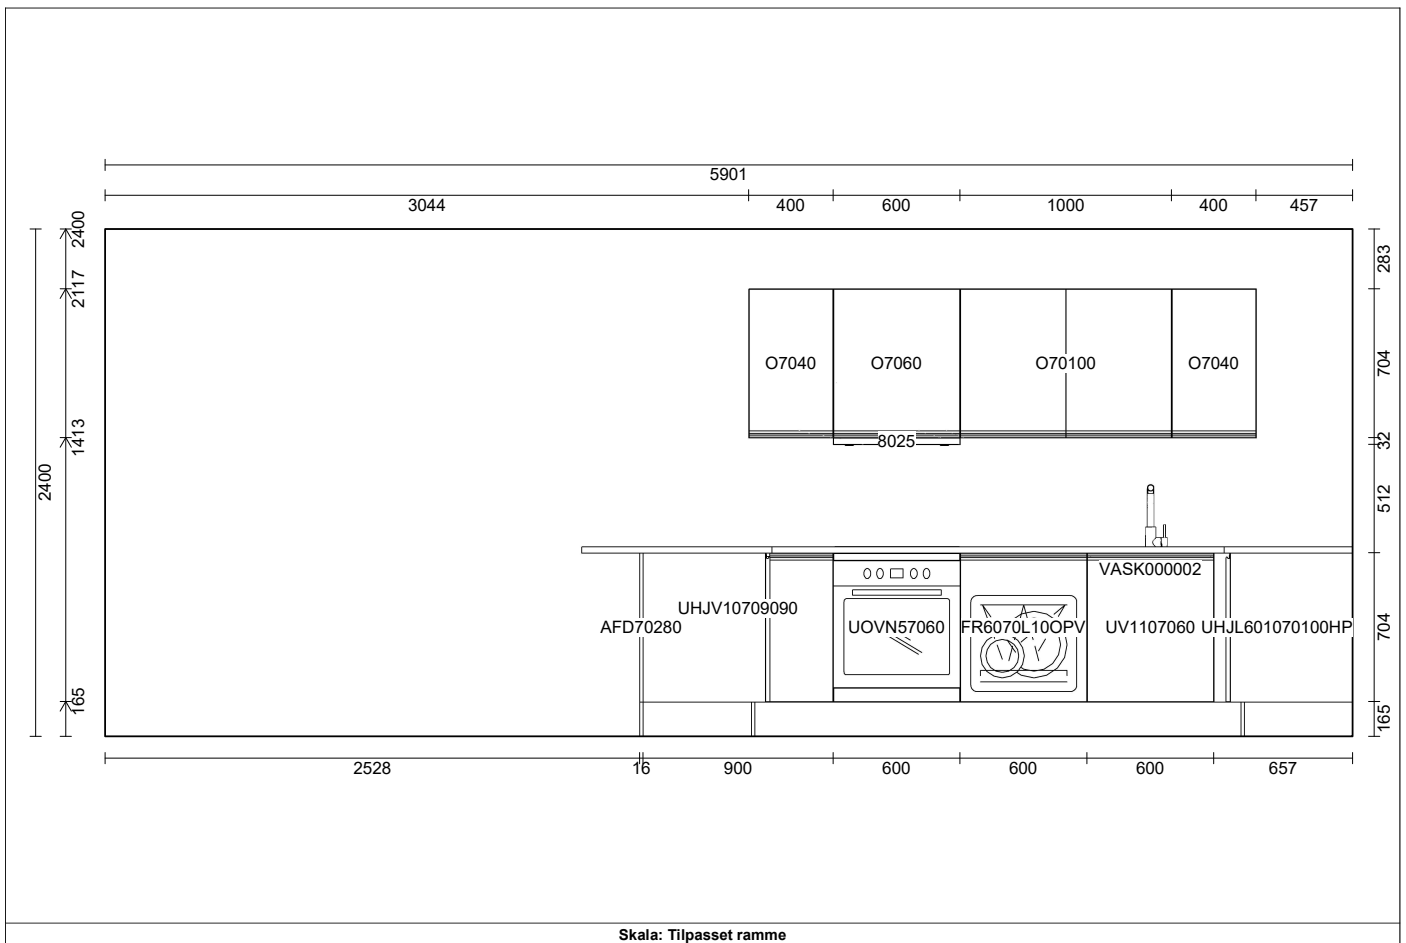 5901
3044 400 600 1000 400 457
2400
2117
1413
165
2400
283
704
32
512
704
165
O7040 O7060 O70100 O7040
8025
VASK000002
UHJV10709090
AFD70280 UOVN57060 FR6070L10OPV UV1107060 UHJL601070100HP
2528 16 900 600 600 600 657
Skala: Tilpasset ramme